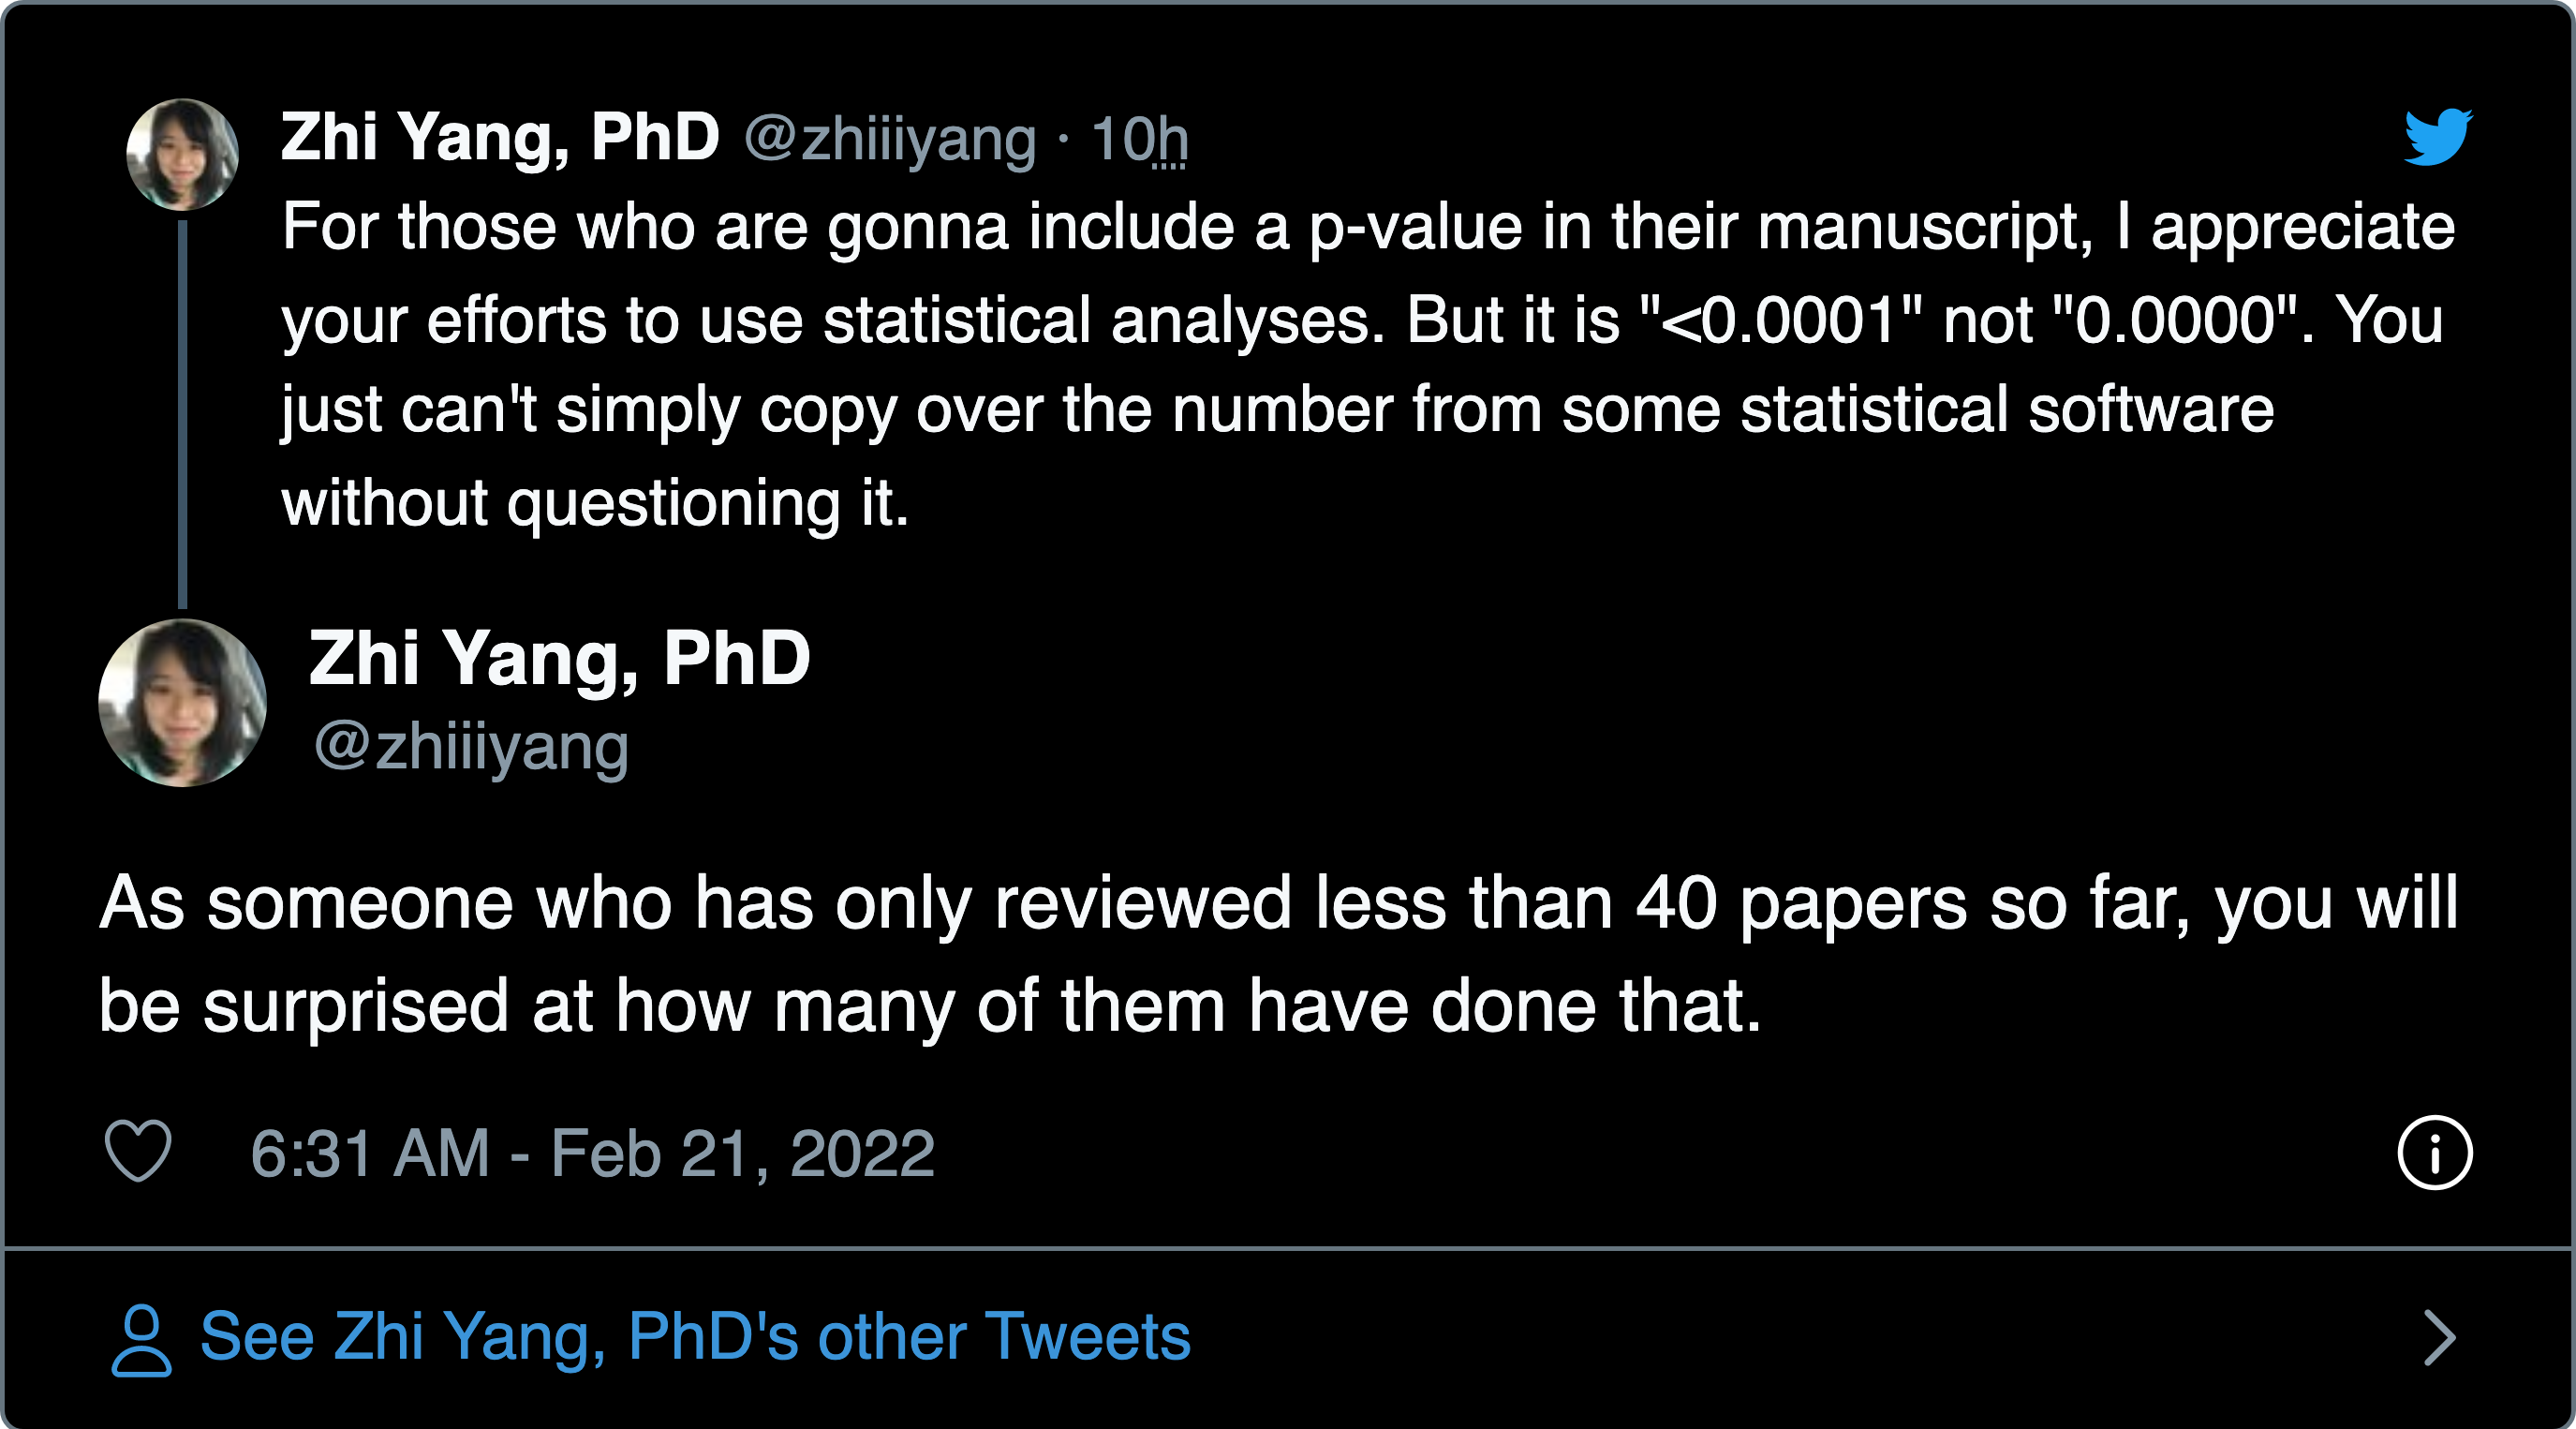 Zhi Yang, PhD @zhiiiyang · 10h
For those who are gonna include a p-value in their manuscript, I appreciate
your efforts to use statistical analyses. But it is "<0.0001" not "0.0000". You
just can't simply copy over the number from some statistical software
without questioning it.
Zhi Yang, PhD
@zhiiiyang
As someone who has only reviewed less than 40 papers so far, you will
be surprised at how many of them have done that.
6:31 AM - Feb 21, 2022
See Zhi Yang, PhD's other Tweets